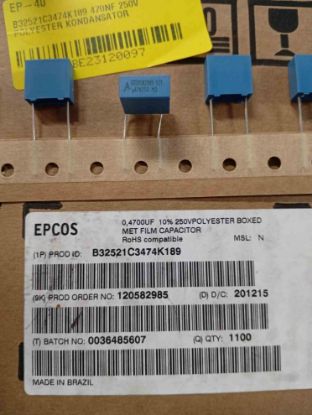 EP-40
B32521C3474K189 470NF 250V
POLYESTER KONDANSATOR
8E23120097
EPCOS
0,4700UF 10% 250VPOLYESTER BOXED
MET FILM CAPACITOR
RoHS compatible
MSL: N
(1P) PROD ID: B32521C3474K189
(9K) PROD ORDER NO: 120582985 (D) D/C: 201215
(T) BATCH NO: 0036485607 (Q) QTY: 1100
MADE IN BRAZIL